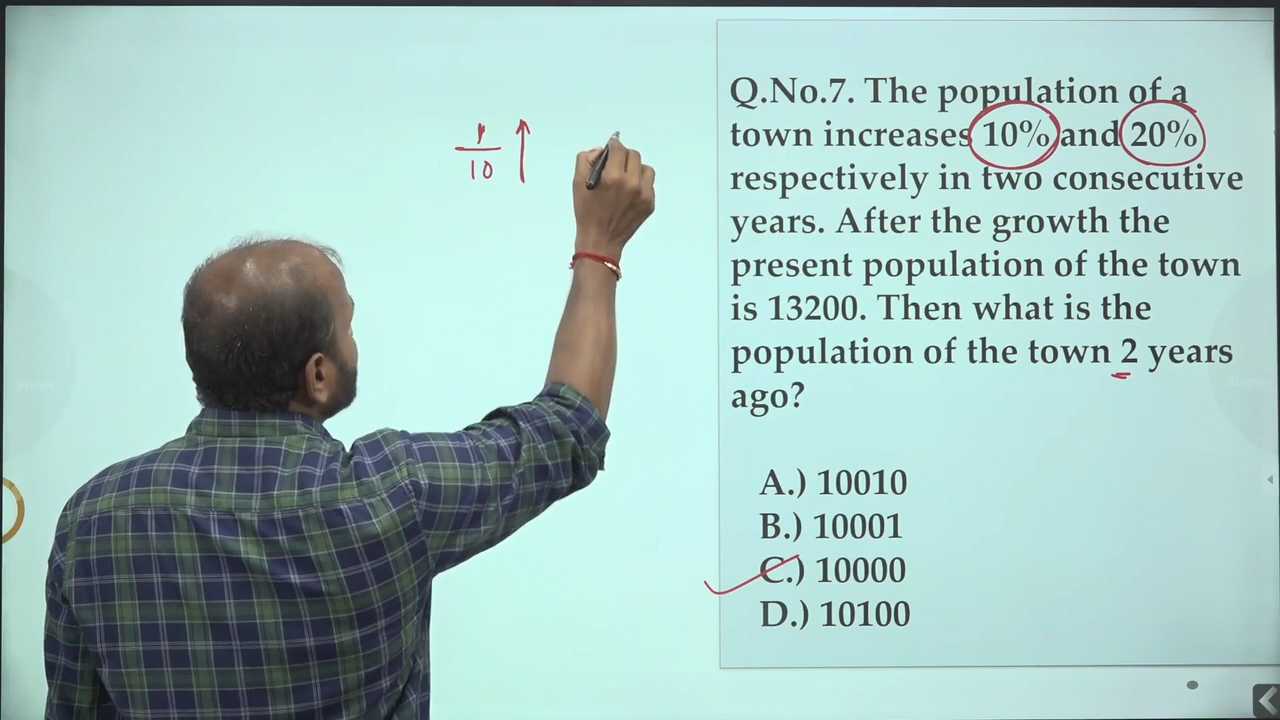 1
10
Q.No.7. The population of a
town increases 10% and 20%
respectively in two consecutive
years. After the growth the
present population of the town
is 13200. Then what is the
population of the town 2 years
ago?
A.) 10010
B.) 10001
C.) 10000
D.) 10100